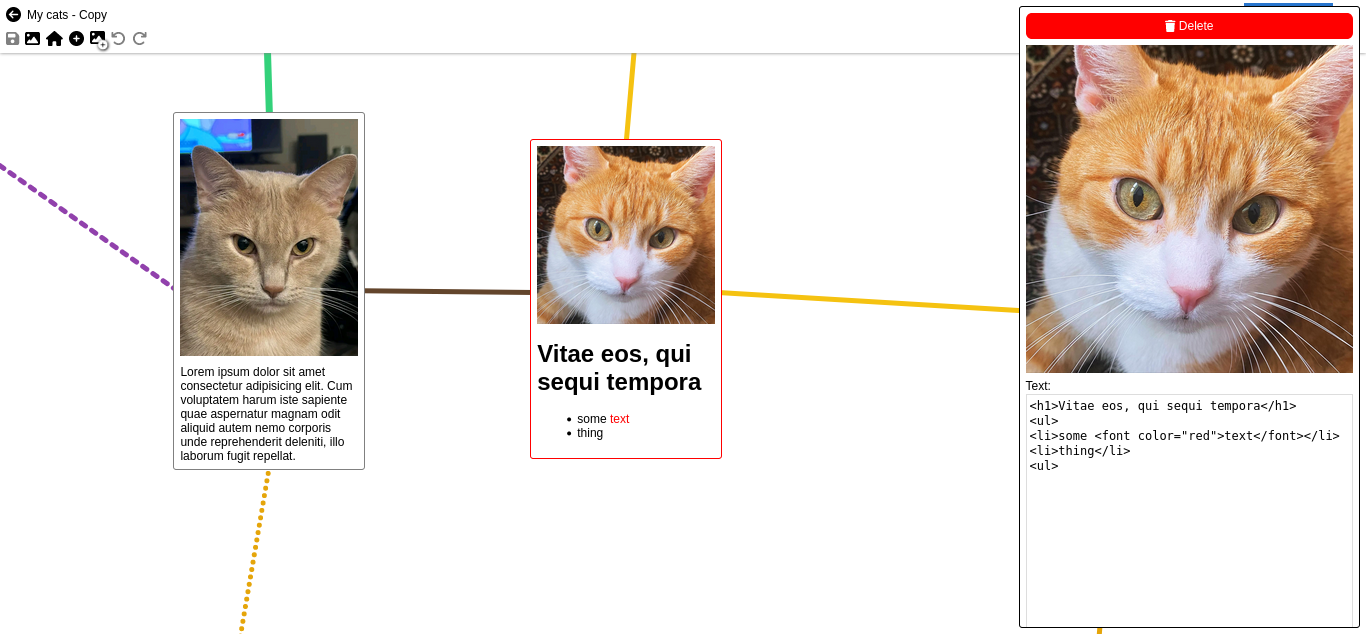 My cats - Copy
Lorem ipsum dolor sit amet
consectetur adipisicing elit. Cum
voluptatem harum iste sapiente
quae aspernatur magnam odit
aliquid autem nemo corporis
unde reprehenderit deleniti, illo
laborum fugit repellat.
Vitae eos, qui
sequi tempora
some text
thing
Delete
Text:
<h1>Vitae eos, qui sequi tempora</h1>
<ul>
<li>some <font color="red">text</font></li>
<li>thing</li>
<ul>